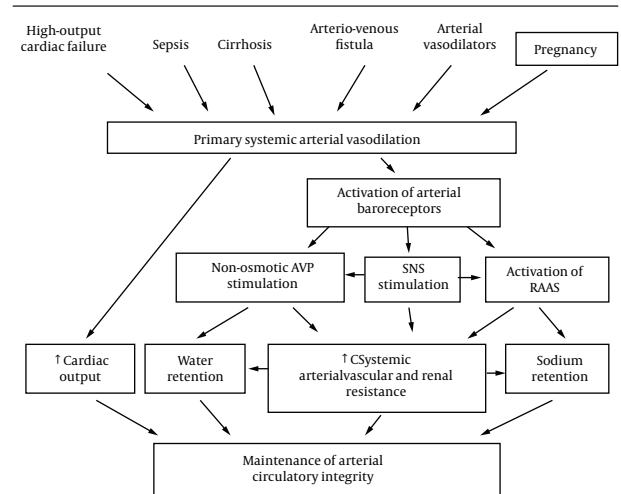 High-output
cardiac failure
Sepsis
Cirrhosis
Arterio-venous
fistula
Arterial
vasodilators
Pregnancy
Primary systemic arterial vasodilation
Activation of arterial
baroreceptors
Non-osmotic AVP
stimulation
SNS
stimulation
Activation of
RAAS
↑Cardiac
output
Water
retention
↑CSystemic
arterialvascular and renal
resistance
Sodium
retention
Maintenance of arterial
circulatory integrity